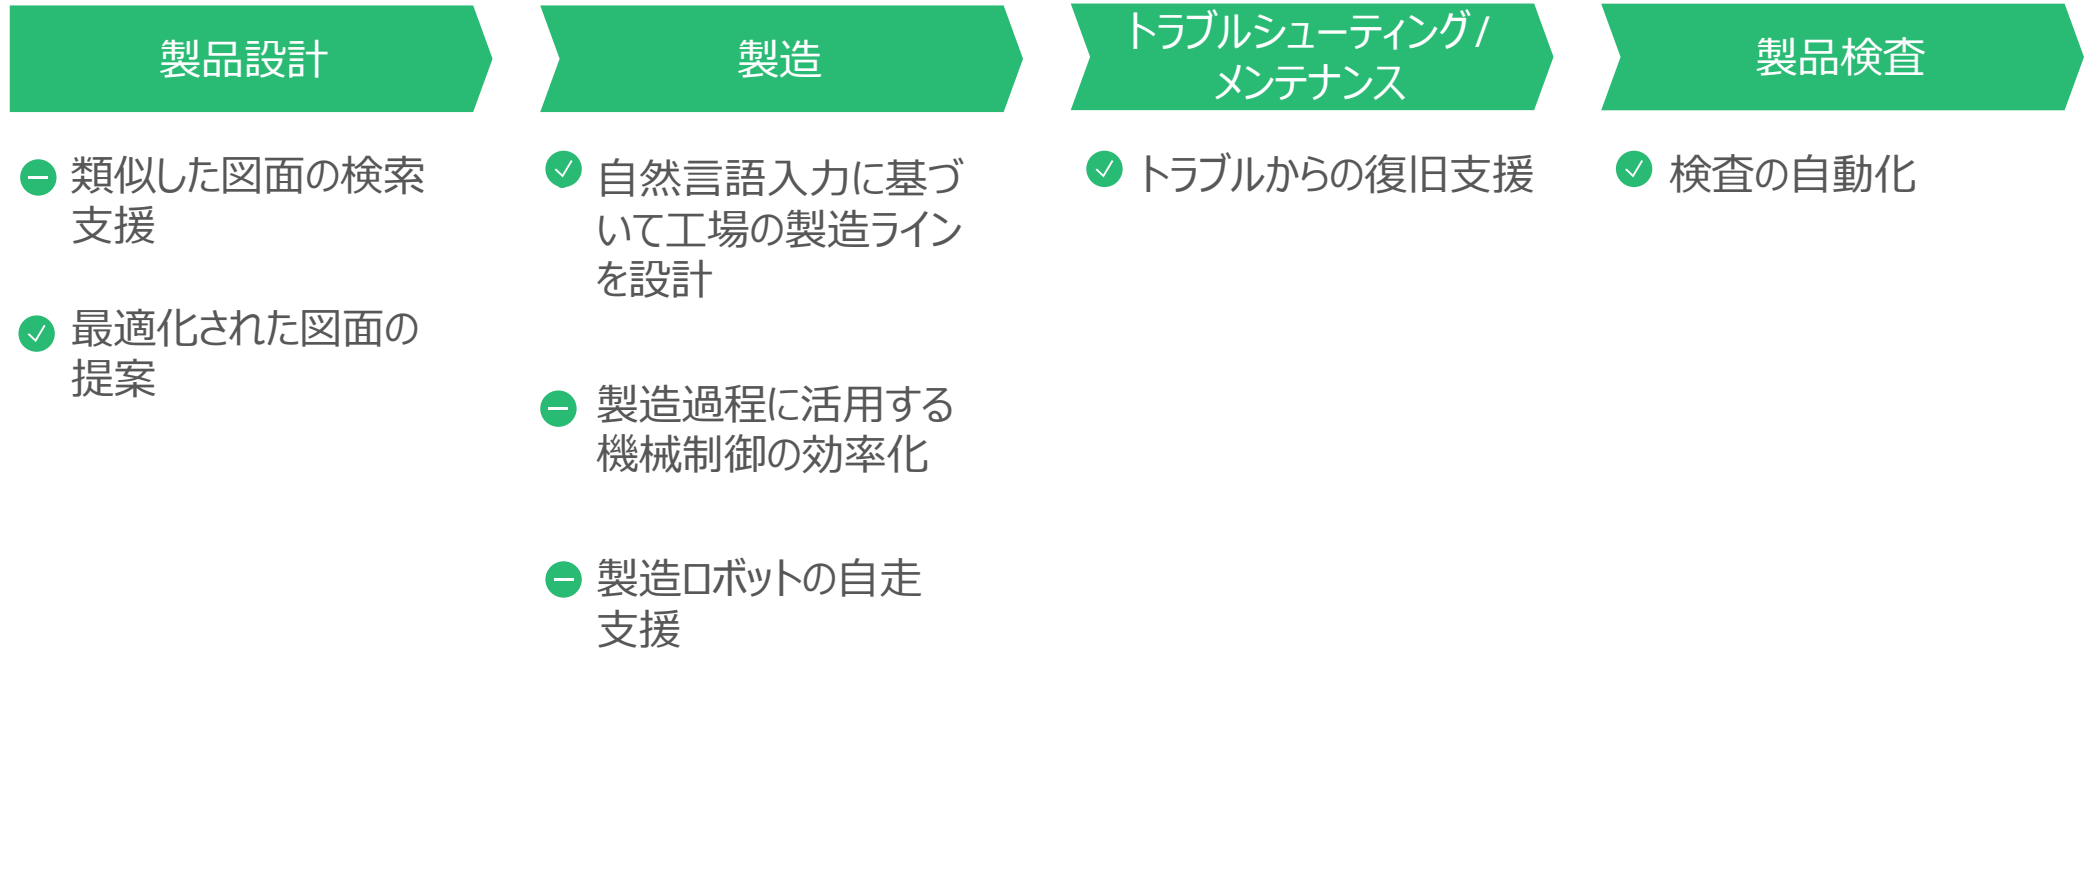 製品設計
類似した図面の検索
支援
最適化された図面の
提案
製造
自然言語入力に基づ
いて工場の製造ライン
を設計
製造過程に活用する
機械制御の効率化
製造ロボットの自走
支援
トラブルシューティング/
メンテナンス
トラブルからの復旧支援
製品検査
検査の自動化